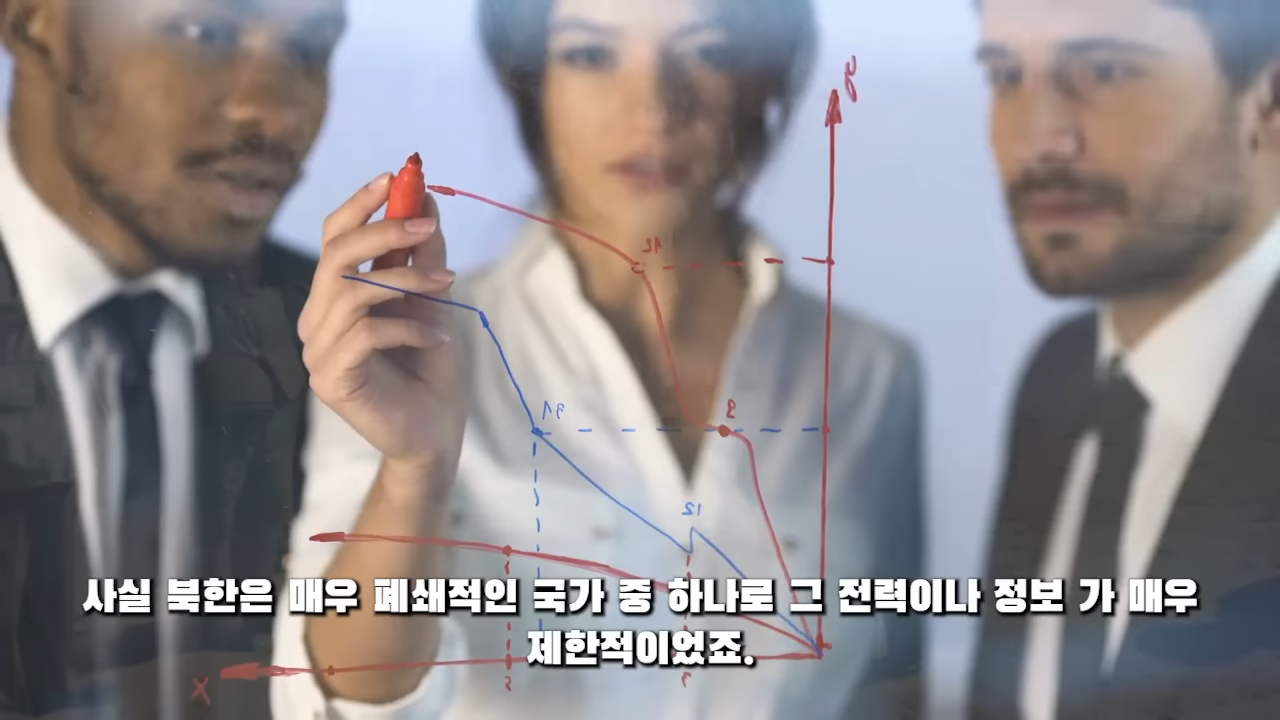 사실 북한은 매우 폐쇄적인 국가 중 하나로 그 전력이나 정보 가 매우
제한적이었죠.
12
X